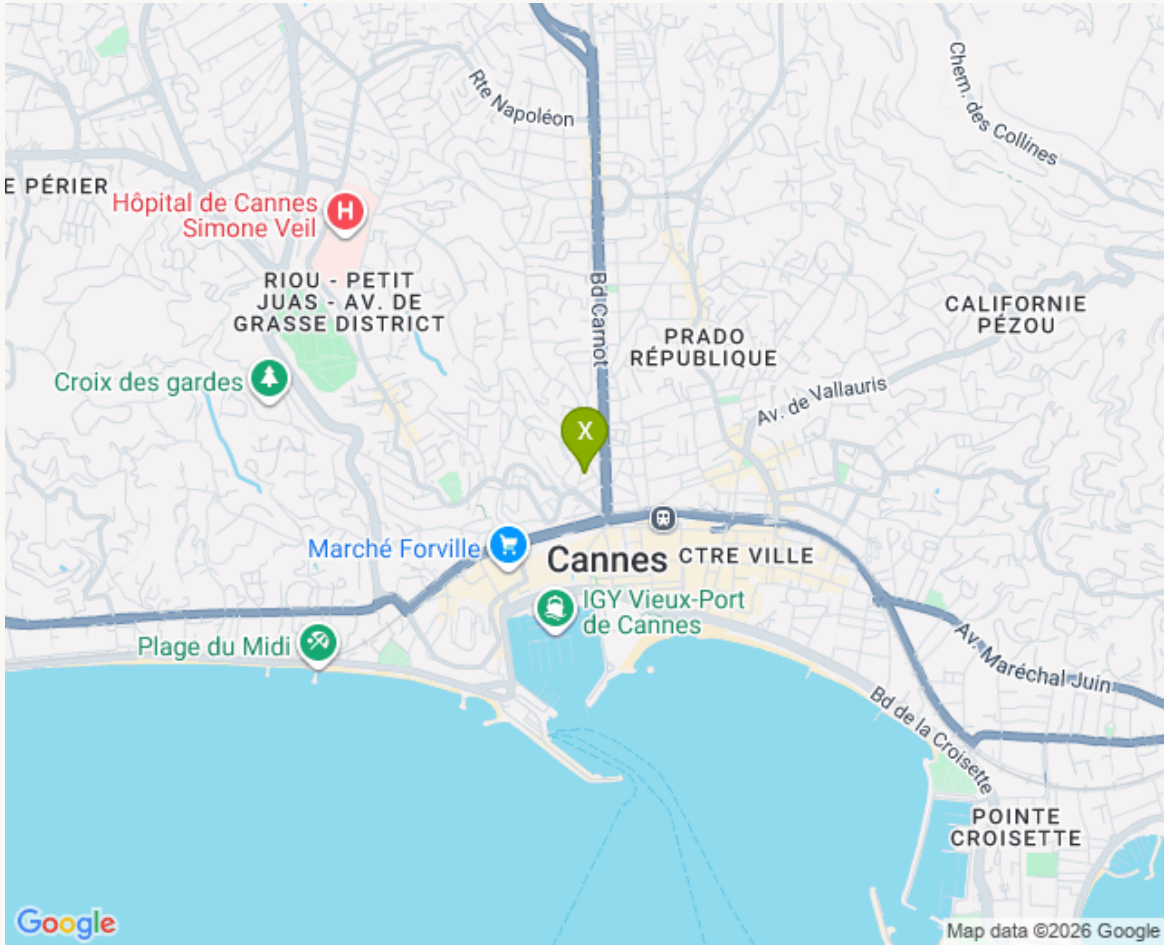 Rte Napoléon
Chem. des Collines
E PÉRIER
Hôpital de Cannes
Simone Veil
H
RIOU - PETIT
JUAS - AV. DE
GRASSE DISTRICT
Bd Carnot
CALIFORNIE
PÉZOU
PRADO
RÉPUBLIQUE
Croix des gardes
Av. de Vallauris
X
Marché Forville
Cannes
CTRE VILLE
IGY Vieux-Port
de Cannes
Plage du Midi
Av. Maréchal Juin
Bd de la Croisette
POINTE
CROISETTE
Google
Map data ©2026 Google